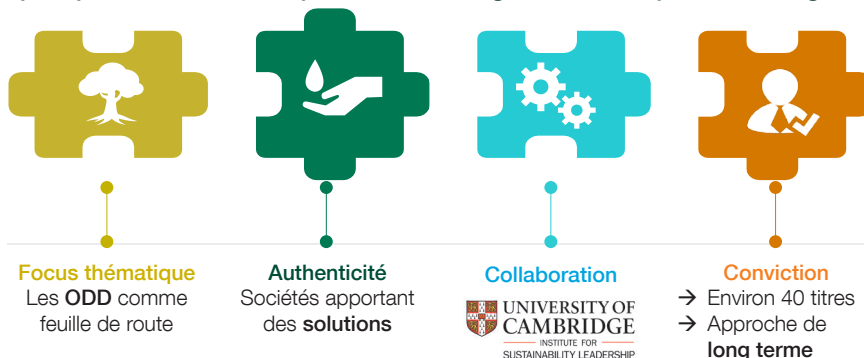 Focus thématique
Les ODD comme
feuille de route
Authenticité
Sociétés apportant
des solutions
Collaboration
UNIVERSITY OF
CAMBRIDGE
INSTITUTE FOR
SUSTAINABILITY LEADERSHIP
Conviction
→ Environ 40 titres
→ Approche de
long terme